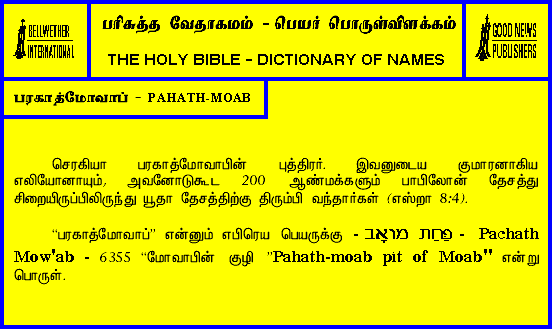 BELLWETHER
INTERNATIONAL
பரிசுத்த வேதாகமம் - பெயர் பொருள்விளக்கம்
THE HOLY BIBLE - DICTIONARY OF NAMES
GOOD NEWS
PUBLISHERS
பரகாத்மோவாப் - PAHATH-MOAB
செரகியா பரகாத்மோவாபின் புத்திரர். இவனுடைய குமாரனாகிய
எலியோனாயும், அவனோடுகூட 200 ஆண்மக்களும் பாபிலோன் தேசத்து
சிறையிருப்பிலிருந்து யூதா தேசத்திற்கு திரும்பி வந்தார்கள் (எஸ்றா 8:4).
“பரகாத்மோவாப்” என்னும் எபிரெய பெயருக்கு - פַּחַת מוֹאָב - Pachath
Mow'ab - 6355 “மோவாபின் குழி ”Pahath-moab pit of Moab" என்று
பொருள்.